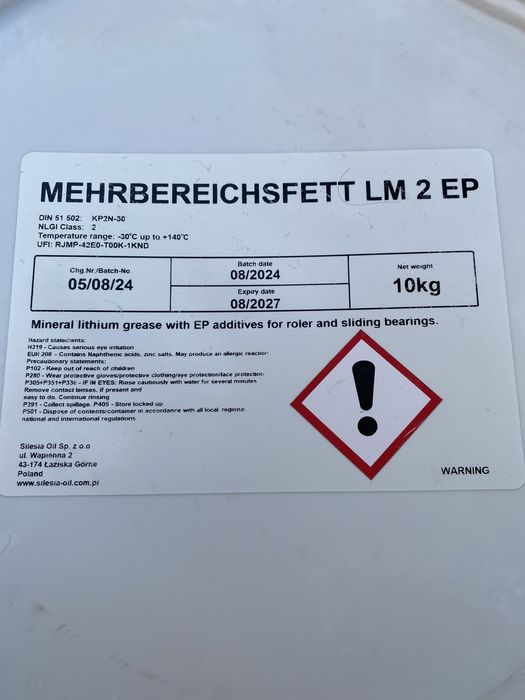 MEHRBEREICHSFETT LM 2 EP
DIN 51 502: KP2N-30
NLGI Class: 2
Temperature range: -30°C up to +140°C
UFI: RJMP-42E0-T00K-1KND
Chg.Nr./Batch-No
05/08/24
Batch date
08/2024
Expiry date
08/2027
Net weight
10kg
Mineral lithium grease with EP additives for roler and sliding bearings.
Hazard statements:
H319 - Causes serious eye irritation
EUK 208 - Contains Naphthenic acids, zinc salts. May produce an allergic reaction
Precautionary statements:
P102 - Keep out of reach of children
P280 - Wear protective gloves/protective clothing/eye protection/face protection
P305+P351+P338 - IF IN EYES: Rinse cautiously with water for several minutes
Remove contact lenses, if present and
easy to do. Continue rinsing
P391 - Collect spillage. P405 - Store locked up
P501 - Dispose of contents/container in accordance with all local, regional
national and international regulations
WARNING
Silesia Oil Sp. z o.o
ul. Wapienna 2
43-174 Łaziska Górne
Poland
www.silesia-oil.com.pl